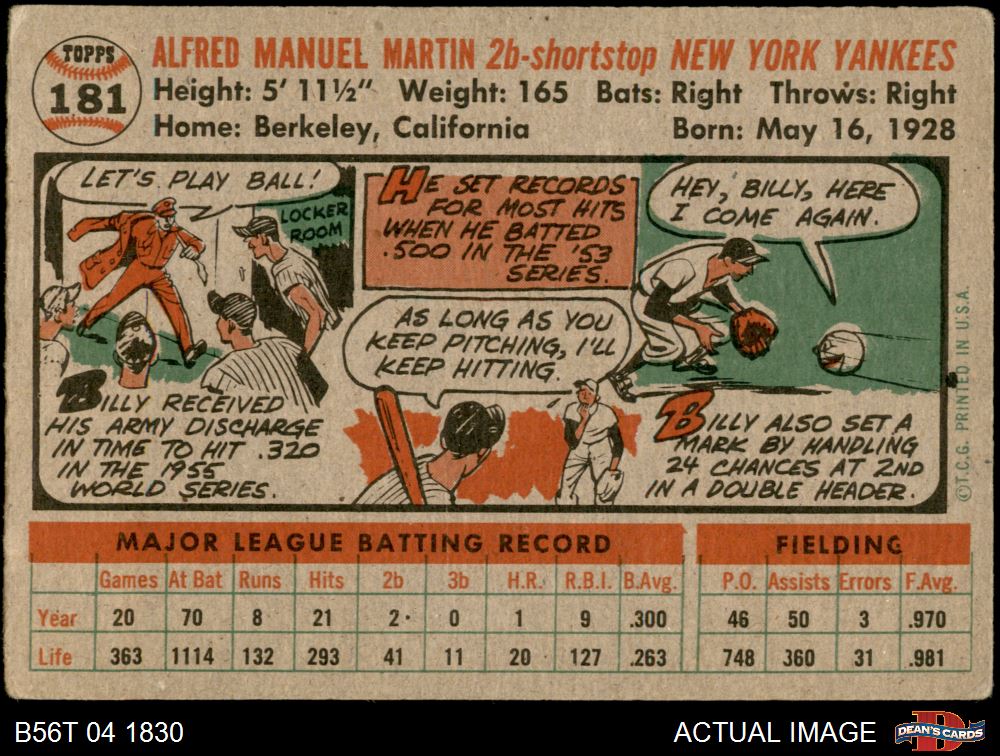 TOPPS
181
ALFRED MANUEL MARTIN 2b-shortstop NEW YORK YANKEES
Height: 5' 11½" Weight: 165 Bats: Right Throws: Right
Home: Berkeley, California Born: May 16, 1928
LET'S PLAY BALL!
LOCKER
ROOM
BILLY RECEIVED
HIS ARMY DISCHARGE
IN TIME TO HIT .320
IN THE 1955
WORLD SERIES.
HE SET RECORDS
FOR MOST HITS
WHEN HE BATTED
.500 IN THE '53
SERIES.
AS LONG AS YOU
KEEP PITCHING, I'LL
KEEP HITTING.
HEY, BILLY, HERE
I COME AGAIN.
BILLY ALSO SET A
MARK BY HANDLING
24 CHANCES AT 2ND
IN A DOUBLE HEADER.
©T.C.G. PRINTED IN U.S.A.
MAJOR LEAGUE BATTING RECORD FIELDING
Games At Bat Runs Hits 2b 3b H.R. R.B.I. B.Avg. P.O. Assists Errors F.Avg.
Year 20 70 8 21 2 0 1 9 .300 46 50 3 .970
Life 363 1114 132 293 41 11 20 127 .263 748 360 31 .981
B56T 04 1830 ACTUAL IMAGE
DEAN'S CARDS